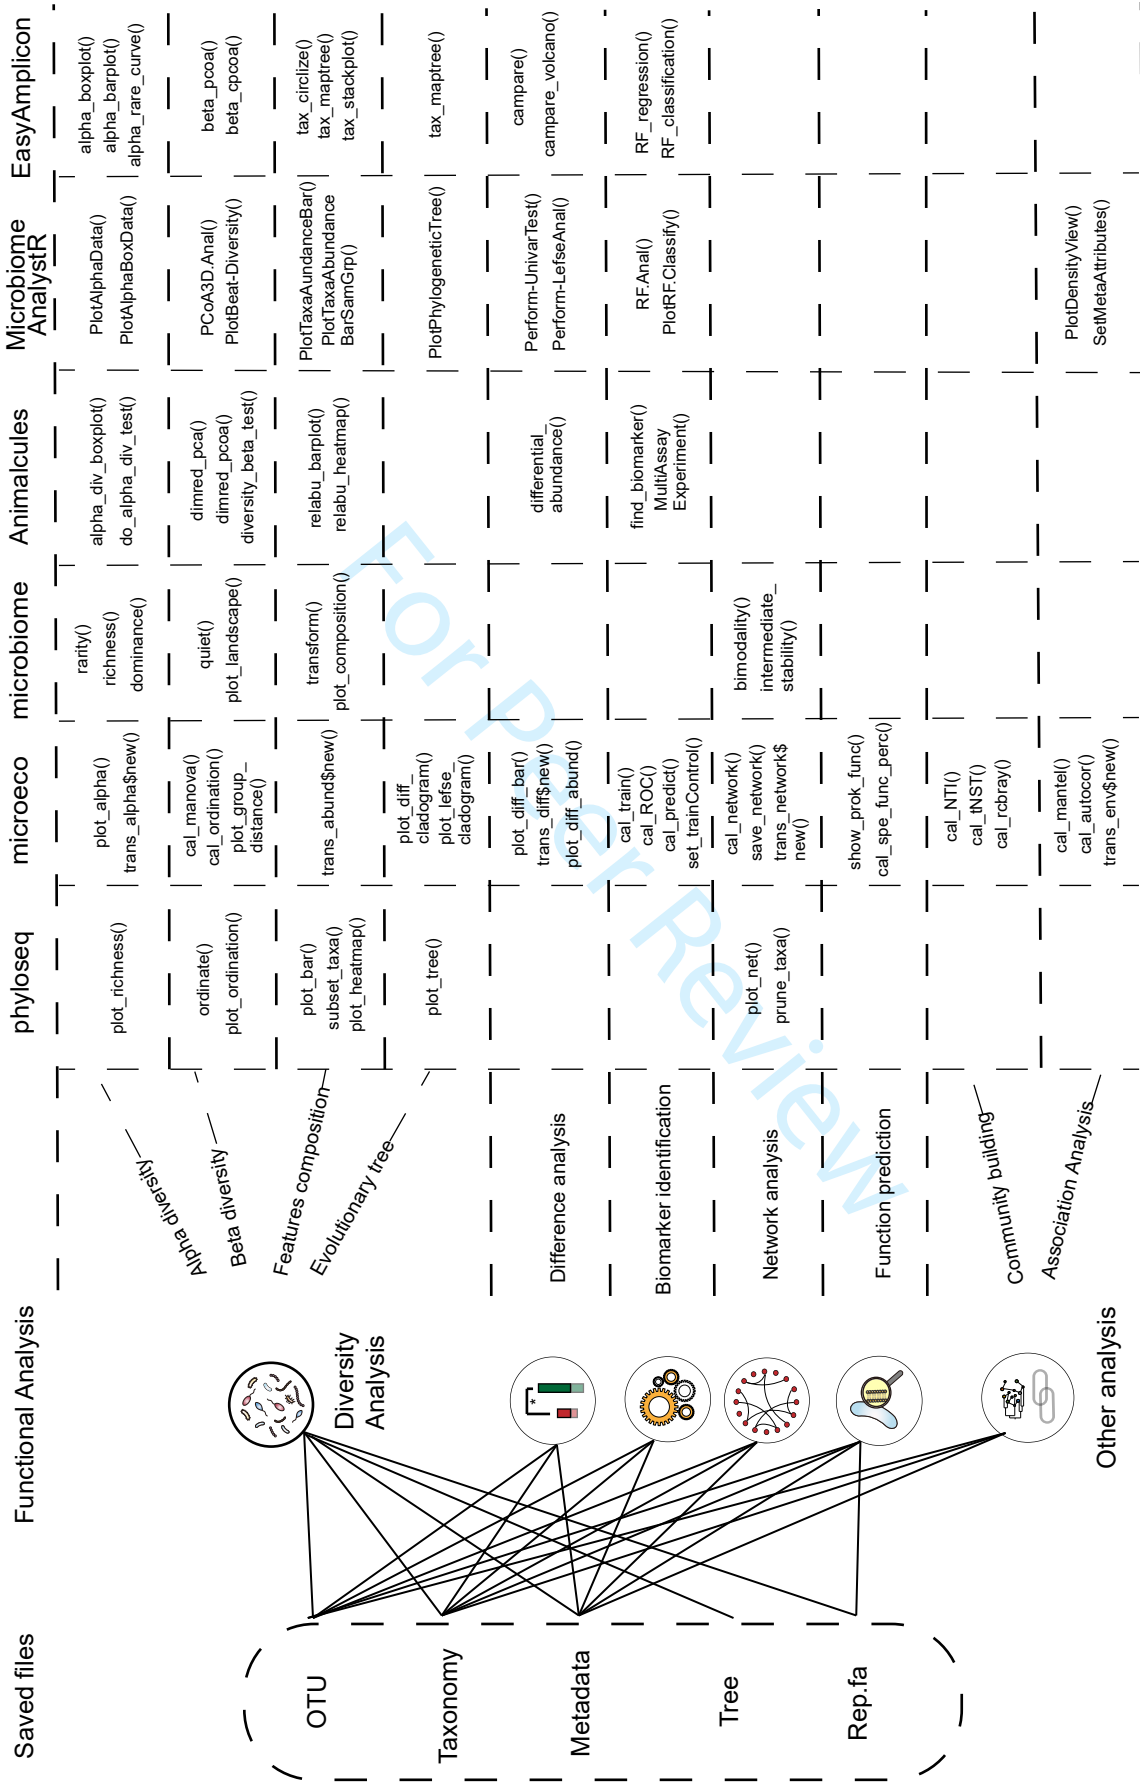 Saved files
Functional Analysis
phyloseq
microeco
microbiome
Animalcules
Microbiome
AnalystR
EasyAmplicon
OTU
Taxonomy
Metadata
Tree
Rep.fa
Diversity
Analysis
*
Other analysis
Alpha diversity
plot_richness()
plot_alpha()
trans_alpha$new()
rarity()
richness()
dominance()
alpha_div_boxplot()
do_alpha_div_test()
PlotAlphaData()
PlotAlphaBoxData()
alpha_boxplot()
alpha_barplot()
alpha_rare_curve()
Beta diversity
ordinate()
plot_ordination()
cal_manova()
cal_ordination()
plot_group_
distance()
quiet()
plot_landscape()
dimred_pca()
dimred_pcoa()
diversity_beta_test()
PCoA3D.Anal()
PlotBeat-Diversity()
beta_pcoa()
beta_cpcoa()
Features composition
plot_bar()
subset_taxa()
plot_heatmap()
trans_abund$new()
transform()
plot_composition()
relabu_barplot()
relabu_heatmap()
PlotTaxaAundanceBar()
PlotTaxaAbundance
BarSamGrp()
tax_circlize()
tax_maptree()
tax_stackplot()
Evolutionary tree
plot_tree()
plot_diff_
cladogram()
plot_lefse_
cladogram()
PlotPhylogeneticTree()
tax_maptree()
Difference analysis
plot_diff_bar()
trans_diff$new()
plot_diff_abund()
differential_
abundance()
Perform-UnivarTest()
Perform-LefseAnal()
campare()
campare_volcano()
Biomarker identification
cal_train()
cal_ROC()
cal_predict()
set_trainControl()
find_biomarker()
MultiAssay
Experiment()
RF.Anal()
PlotRF.Classify()
RF_regression()
RF_classification()
Network analysis
plot_net()
prune_taxa()
cal_network()
save_network()
trans_network$
new()
bimodality()
intermediate_
stability()
Function prediction
show_prok_func()
cal_spe_func_perc()
Community building
cal_NTI()
cal_tNST()
cal_rcbray()
Association Analysis
cal_mantel()
cal_autocor()
trans_env$new()
PlotDensityView()
SetMetaAttributes()
For Peer Review